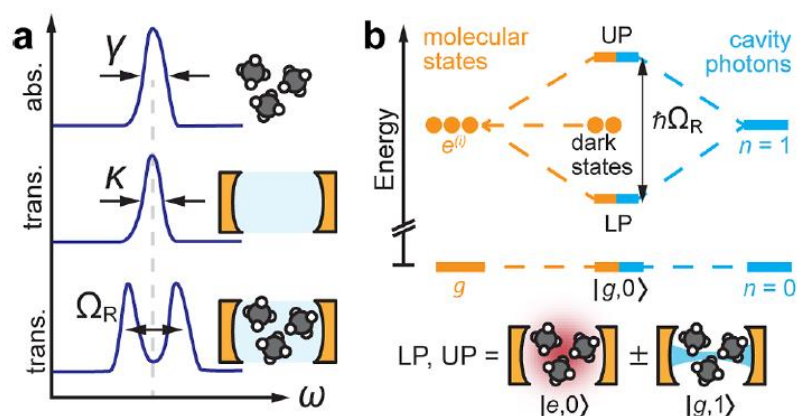 a
abs.
γ
trans.
κ
trans.
Ω_R
ω
b
Energy
molecular
states
UP
cavity
photons
e^(i)
dark
states
ħΩ_R
n = 1
LP
g
|g,0⟩
n = 0
LP, UP =
±
|e,0⟩
|g,1⟩